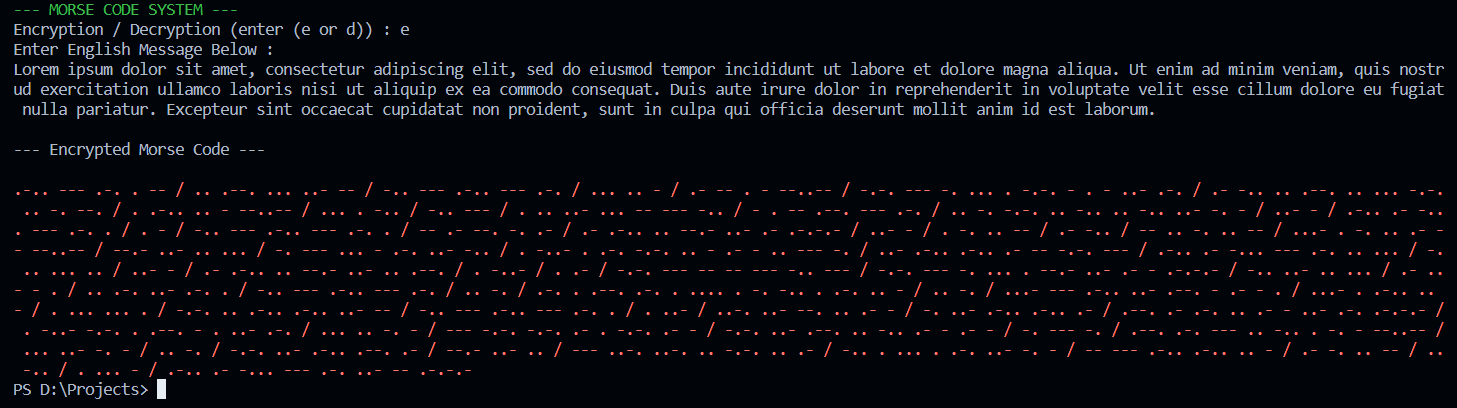 --- MORSE CODE SYSTEM ---
Encryption / Decryption (enter (e or d)) : e
Enter English Message Below :
Lorem ipsum dolor sit amet, consectetur adipiscing elit, sed do eiusmod tempor incididunt ut labore et dolore magna aliqua. Ut enim ad minim veniam, quis nostr
ud exercitation ullamco laboris nisi ut aliquip ex ea commodo consequat. Duis aute irure dolor in reprehenderit in voluptate velit esse cillum dolore eu fugiat
nulla pariatur. Excepteur sint occaecat cupidatat non proident, sunt in culpa qui officia deserunt mollit anim id est laborum.
--- Encrypted Morse Code ---
.-.. --- .-. . -- / .. .--. ... ..- -- / -.. --- .-.. --- .-. / ... .. - / .- -- . - --..-- / -.-. --- -. ... . -.-. - . - ..- .-. / .- -.. .. .--. .. ... -.-.
.. -. --. / . .-.. .. - --..-- / ... . -.. / -.. --- / . .. ..- ... -- --- -.. / - . -- .--. --- .-. / .. -. -.-. .. -.. .. -.. ..- -. - / ..- - / .-.. .- -..
. --- .-. . / . - / -.. --- .-.. --- .-. . / -- .- --. -. .- / .- .-.. .. --.- ..- .- .-.-.- / ..- - / . -. .. -- / .- -.. / -- .. -. .. -- / ...- . -. .. .- -
- --..-- / --.- ..- .. ... / -. --- ... - .-. ..- -.. / . -..- . .-. -.-. .. - .- - .. --- -. / ..- .-.. .-.. .- -- -.-. --- / .-.. .- -... --- .-. .. ... / -.
.. ... .. / ..- - / .- .-.. .. --.- ..- .. .--. / . -..- / . .- / -.-. --- -- -- --- -.. --- / -.-. --- -. ... . --.- ..- .- - .-.-.- / -.. ..- .. ... / .- ..
- - . / .. .-. ..- .-. . / -.. --- .-.. --- .-. / .. -. / .-. . .--. .-. . .... . -. -.. . .-. .. - / .. -. / ...- --- .-.. ..- .--. - .- - . / ...- . .-.. ..
- / . ... ... . / -.-. .. .-.. .-.. ..- -- / -.. --- .-.. --- .-. . / . ..- / ..-. ..- --. .. .- - / -. ..- .-.. .-.. .- / .--. .- .-. .. .- - ..- .-. .-.-.- /
. -..- -.-. . .--. - . ..- .-. / ... .. -. - / --- -.-. -.-. .- . -.-. .- - / -.-. ..- .--. .. -.. .- - .- - / -. --- -. / .--. .-. --- .. -.. . -. - --..-- /
... ..- -. - / .. -. / -.-. ..- .-.. .--. .- / --.- ..- .. / --- ..-. ..-. .. -.-. .. .- / -.. . ... . .-. ..- -. - / -- --- .-.. .-.. .. - / .- -. .. -- / ..
-.. / . ... - / .-.. .- -... --- .-. ..- -- .-.-.-
PS D:\Projects>